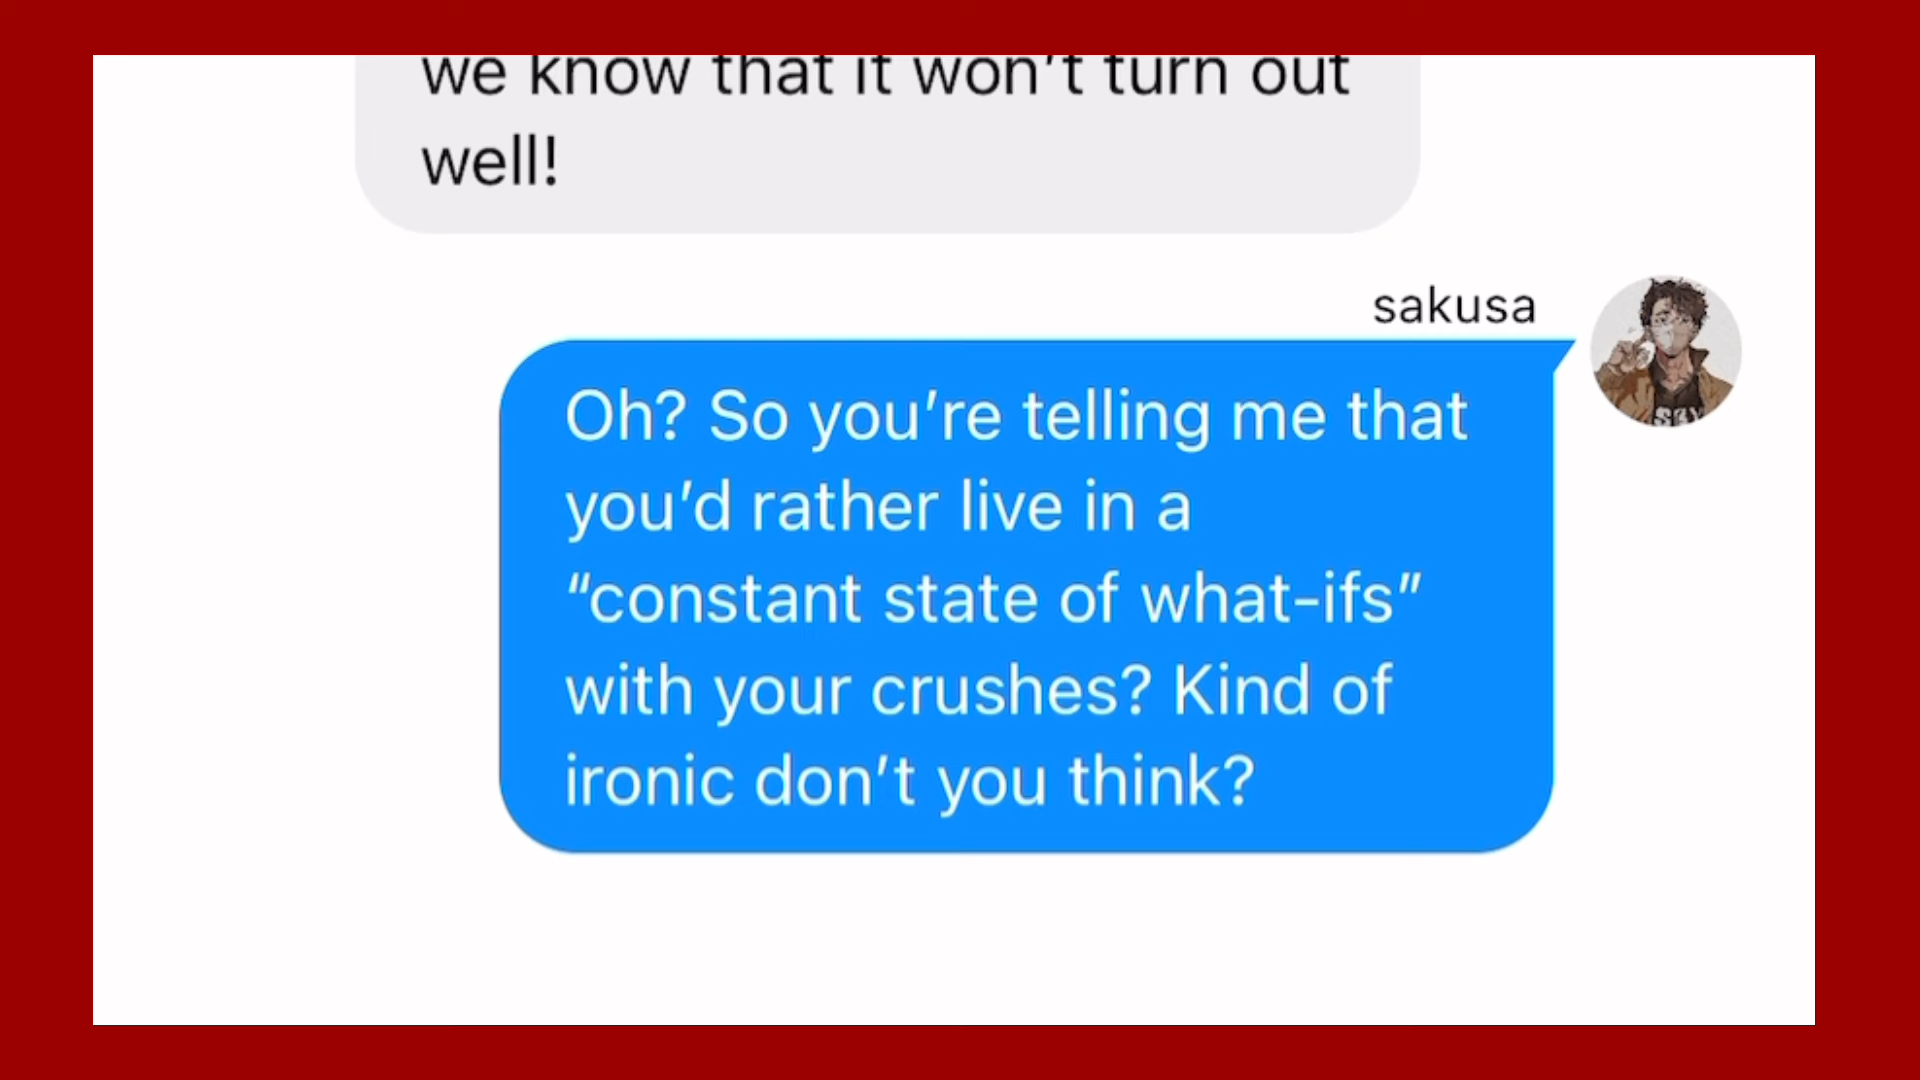 we know that it won't turn out
well!
sakusa
Oh? So you're telling me that
you'd rather live in a
“constant state of what-ifs”
with your crushes? Kind of
ironic don't you think?